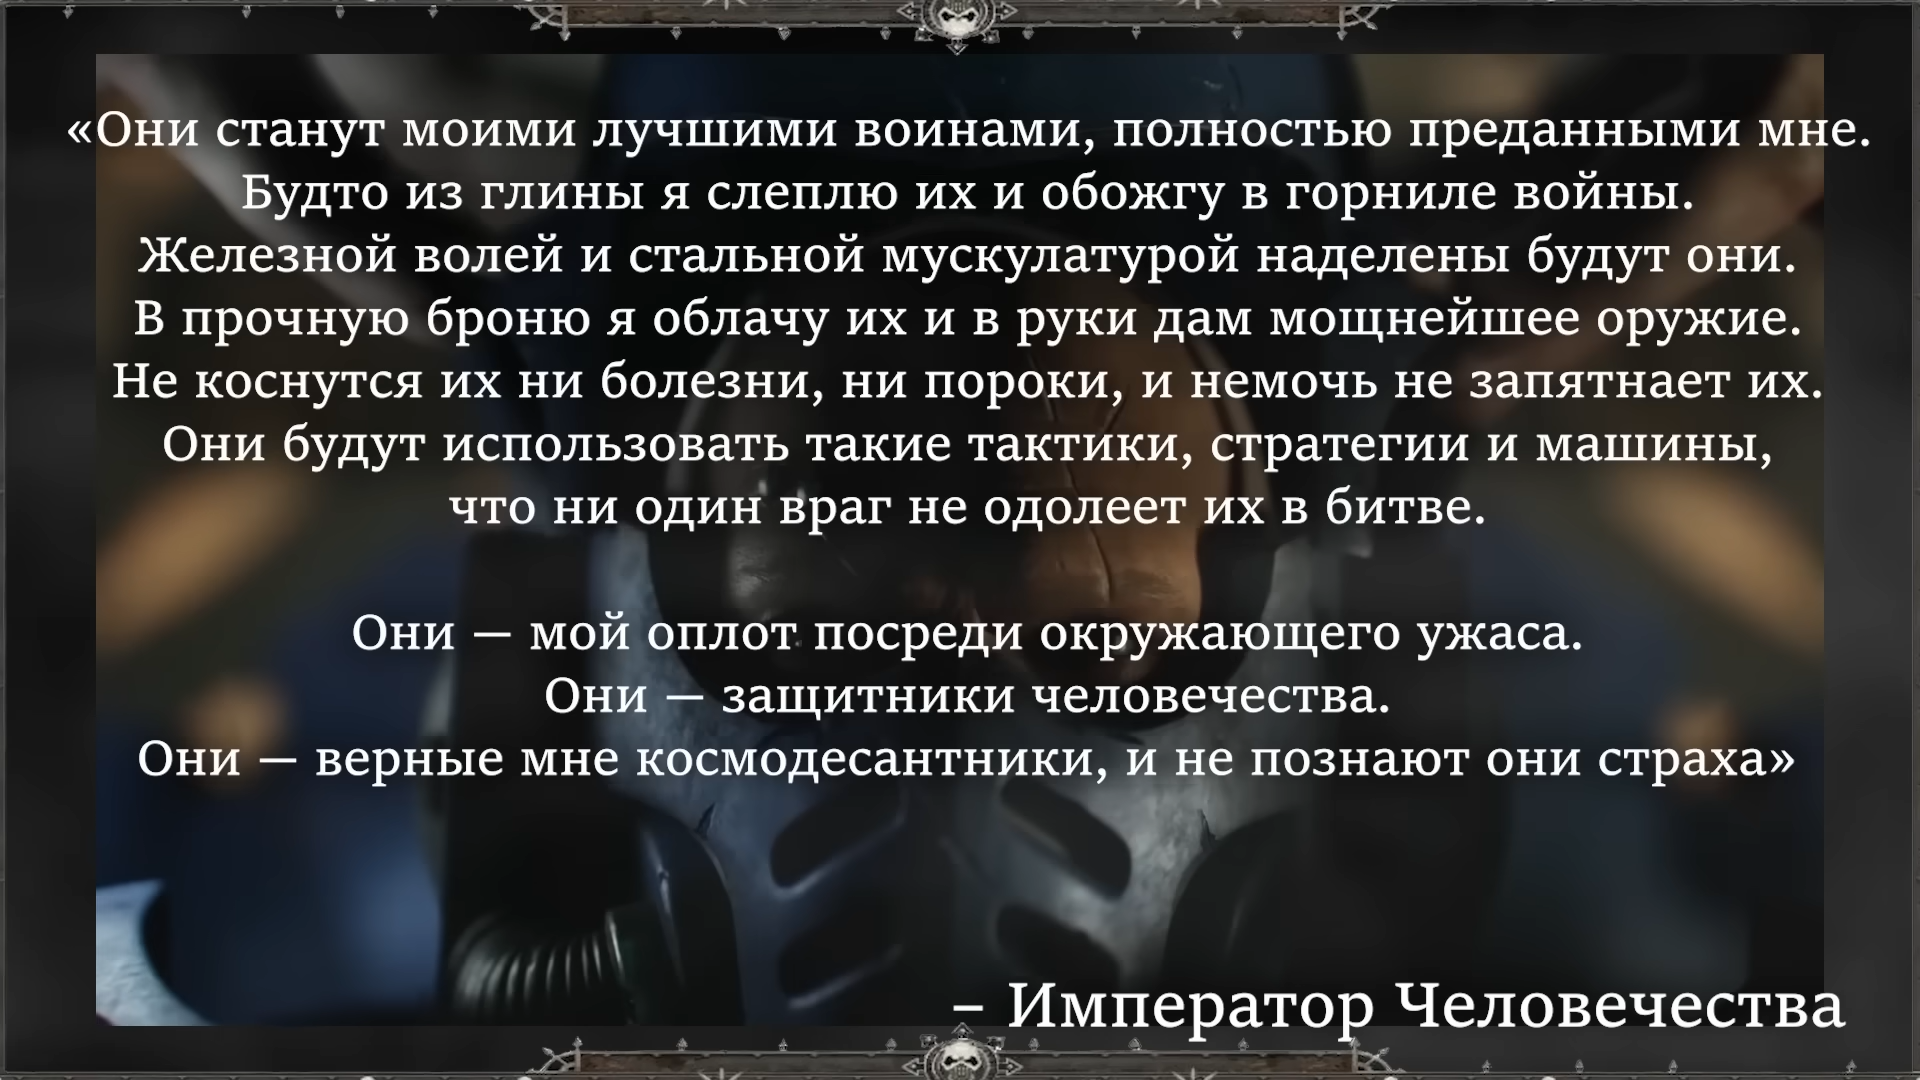 «Они станут моими лучшими воинами, полностью преданными мне.
Будто из глины я слеплю их и обожгу в горниле войны.
Железной волей и стальной мускулатурой наделены будут они.
В прочную броню я облачу их и в руки дам мощнейшее оружие.
Не коснутся их ни болезни, ни пороки, и немочь не запятнает их.
Они будут использовать такие тактики, стратегии и машины,
что ни один враг не одолеет их в битве.
Они — мой оплот посреди окружающего ужаса.
Они — защитники человечества.
Они — верные мне космодесантники, и не познают они страха»
– Император Человечества